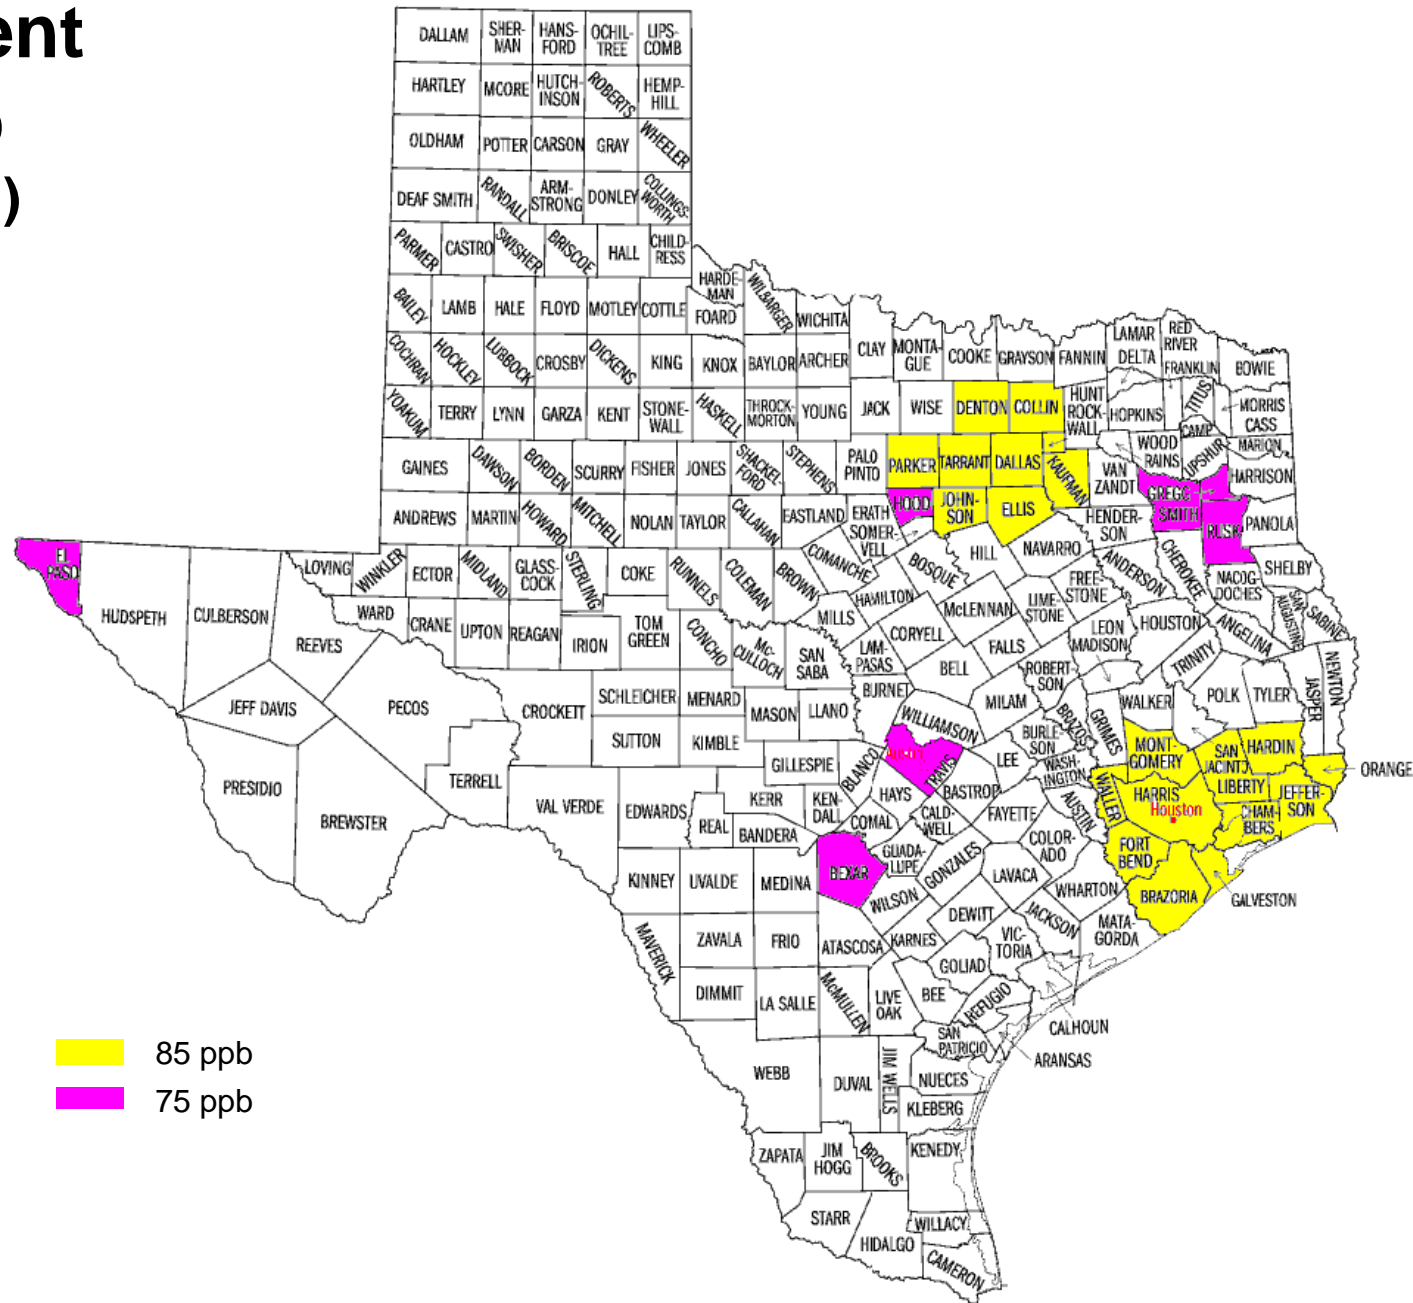 ent
)
)
DALLAM
SHER-
MAN
HANS-
FORD
OCHIL-
TREE
LIPS-
COMB
HARTLEY
MCORE
HUTCH-
INSON
ROBERTS
HEMP-
HILL
OLDHAM
POTTER
CARSON
GRAY
WHEELER
DEAF SMITH
RANDALL
ARM-
STRONG
DONLEY
COLLINGS-
WORTH
PARMER
CASTRO
SWISHER
BRISCOE
HALL
CHILD-
RESS
BAILEY
LAMB
HALE
FLOYD
MOTLEY
COTTLE
HARDE
MAN
FOARD
WILBARGER
WICHITA
COCHRAN
HOCKLEY
LUBBOCK
CROSBY
DICKENS
KING
KNOX
BAYLOR
ARCHER
CLAY
MONTA-
GUE
COOKE
GRAYSON
FANNIN
LAMAR
DELTA
RED
RIVER
FRANKLIN
BOWIE
YOAKUM
TERRY
LYNN
GARZA
KENT
STONE-
WALL
HASKELL
THROCK-
MORTON
YOUNG
JACK
WISE
DENTON
COLLIN
HUNT
ROCK-
WALL
HOPKINS
TITUS
MORRIS
CASS
CAMP
GAINES
DAWSON
BORDEN
SCURRY
FISHER
JONES
SHACKEL-
FORD
STEPHENS
PALO
PINTO
PARKER
TARRANT
DALLAS
KAUFMAN
VAN
ZANDT
WOOD
RAINS
UPSHUR
MARION
HARRISON
ANDREWS
MARTIN
HOWARD
MITCHELL
NOLAN
TAYLOR
CALLAHAN
EASTLAND
ERATH
SOMER-
VELL
HOOD
JOHN-
SON
ELLIS
HENDER-
SON
GREGG
SMITH
RUSK
PANOLA
EL
PASO
HUDSPETH
CULBERSON
LOVING
WINKLER
ECTOR
MIDLAND
GLASS-
COCK
STERLING
COKE
RUNNELS
COLEMAN
BROWN
COMANCHE
HAMILTON
BOSQUE
HILL
NAVARRO
ANDERSON
CHEROKEE
NACOG-
DOCHES
SHELBY
REEVES
WARD
CRANE
UPTON
REAGAN
IRION
TOM
GREEN
CONCHO
Mc-
CULLOCH
SAN
SABA
MILLS
LAM-
PASAS
CORYELL
McLENNAN
LIME-
STONE
FREE-
STONE
LEON
MADISON
HOUSTON
ANGELINA
SAN
AUGUSTINE
SABINE
JEFF DAVIS
PECOS
CROCKETT
SCHLEICHER
MENARD
MASON
LLANO
BURNET
BELL
FALLS
ROBERT-
SON
MILAM
BRAZOS
GRIMES
WALKER
TRINITY
POLK
TYLER
JASPER
NEWTON
SUTTON
KIMBLE
GILLESPIE
BLANCO
WILLIAMSON
Austin
TRAVIS
LEE
BURLE-
SON
WASH-
INGTON
MONT-
GOMERY
SAN
JACINTO
HARDIN
ORANGE
PRESIDIO
BREWSTER
TERRELL
VAL VERDE
EDWARDS
KERR
REAL
BANDERA
KEN-
DALL
HAYS
COMAL
BASTROP
CALD-
WELL
FAYETTE
AUSTIN
WALLER
HARRIS
Houston
LIBERTY
CHAM-
BERS
JEFFER-
SON
KINNEY
UVALDE
MEDINA
BEXAR
GUADA-
LUPE
GONZALES
LAVACA
COLOR-
ADO
WHARTON
FORT
BEND
BRAZORIA
GALVESTON
MAVERICK
ZAVALA
FRIO
ATASCOSA
WILSON
KARNES
DEWITT
VIC-
TORIA
JACKSON
MATA-
GORDA
DIMMIT
LA SALLE
McMULLEN
LIVE
OAK
BEE
GOLIAD
REFUGIO
CALHOUN
SAN
PATRICIO
ARANSAS
85 ppb
75 ppb
WEBB
DUVAL
JIM WELLS
NUECES
KLEBERG
ZAPATA
JIM
HOGG
BROOKS
KENEDY
STARR
HIDALGO
WILLACY
CAMERON